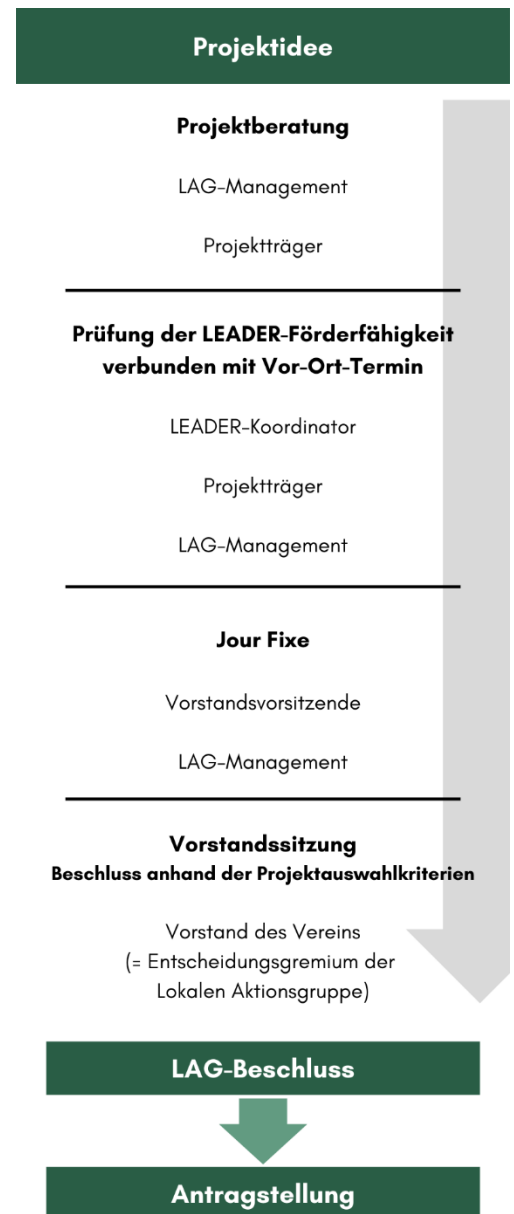 Projektidee
Projektberatung
LAG-Management
Projektträger
Prüfung der LEADER-Förderfähigkeit
verbunden mit Vor-Ort-Termin
LEADER-Koordinator
Projektträger
LAG-Management
Jour Fixe
Vorstandsvorsitzende
LAG-Management
Vorstandssitzung
Beschluss anhand der Projektauswahlkriterien
Vorstand des Vereins
(= Entscheidungsgremium der
Lokalen Aktionsgruppe)
LAG-Beschluss
Antragstellung